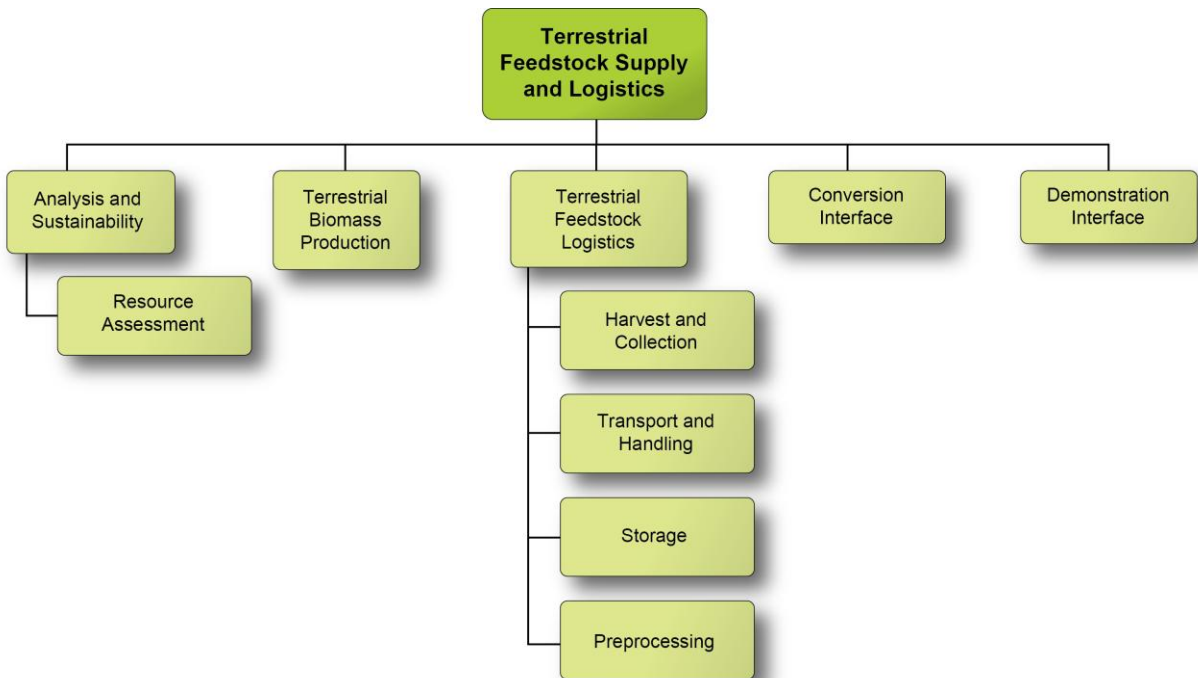 Terrestrial
Feedstock Supply
and Logistics
Analysis and
Sustainability
Terrestrial
Biomass
Production
Terrestrial
Feedstock
Logistics
Conversion
Interface
Demonstration
Interface
Resource
Assessment
Harvest and
Collection
Transport and
Handling
Storage
Preprocessing